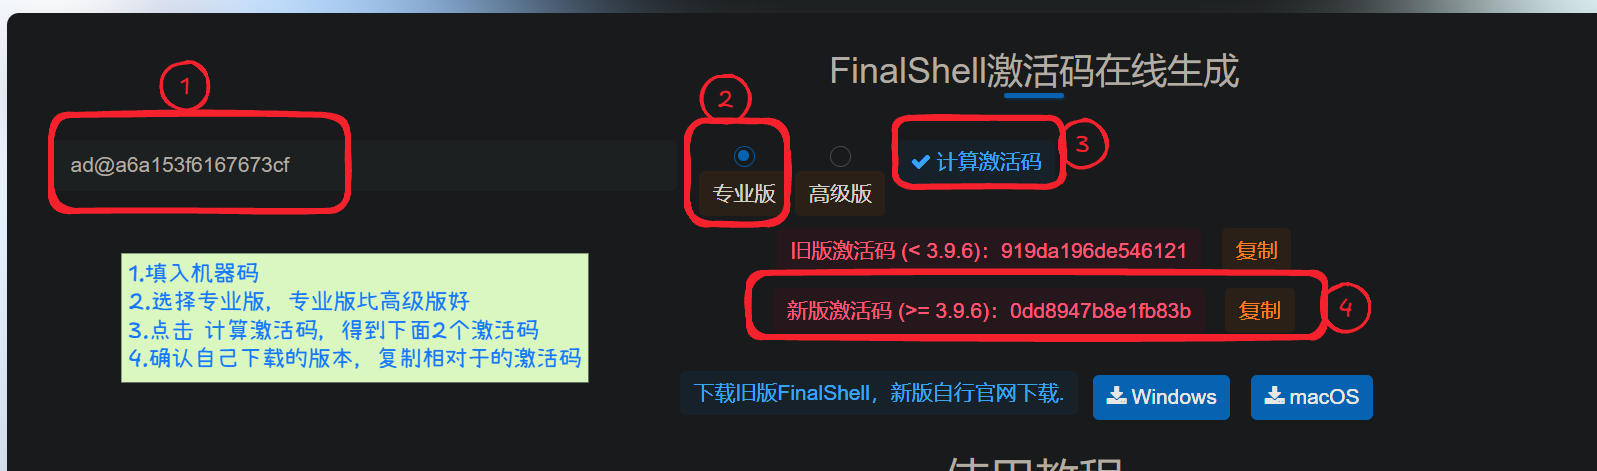 FinalShell激活码在线生成
1
2
3
ad@a6a153f6167673cf
计算激活码
专业版
高级版
旧版激活码 (< 3.9.6)：919da196de546121
复制
新版激活码 (>= 3.9.6)：0dd8947b8e1fb83b
复制
4
1.填入机器码
2.选择专业版，专业版比高级版好
3.点击 计算激活码，得到下面2个激活码
4.确认自己下载的版本，复制相对于的激活码
下载旧版FinalShell，新版自行官网下载.
Windows
macOS
使用教程